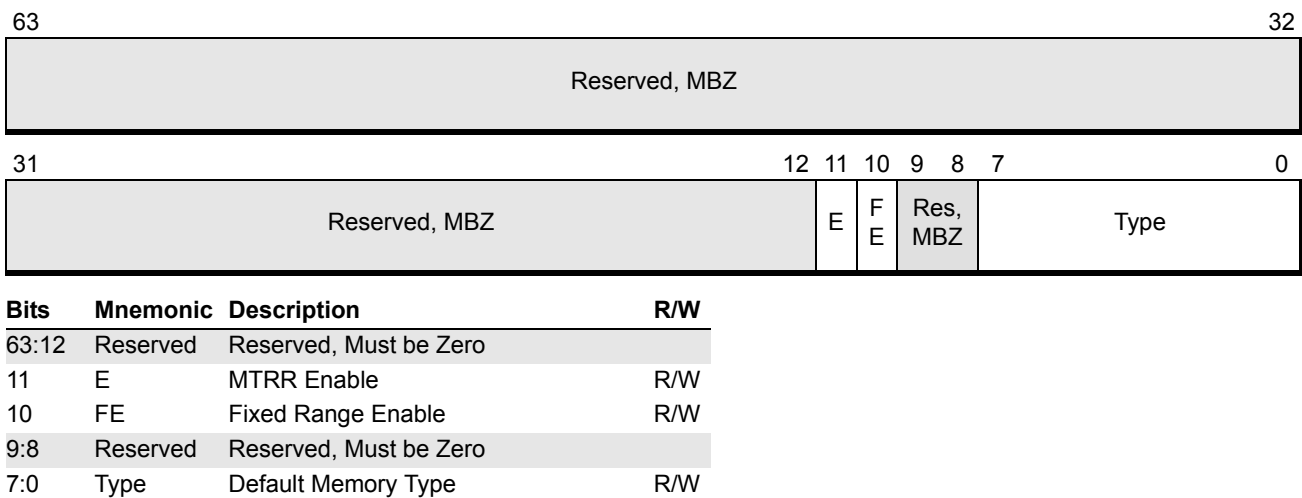 63 32
Reserved, MBZ
31 12 11 10 9 8 7 0
Reserved, MBZ E F E Res, MBZ Type
Bits Mnemonic Description R/W
63:12 Reserved Reserved, Must be Zero
11 E MTRR Enable R/W
10 FE Fixed Range Enable R/W
9:8 Reserved Reserved, Must be Zero
7:0 Type Default Memory Type R/W